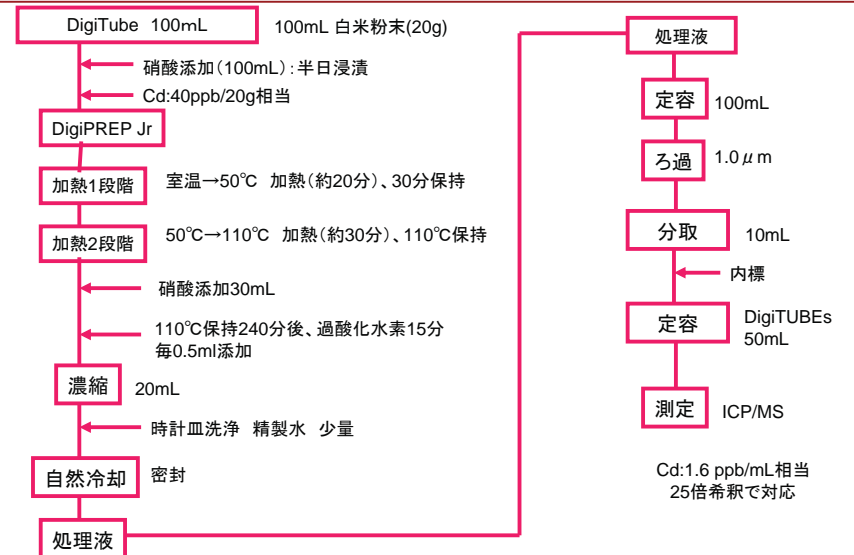 DigiTube 100mL
100mL 白米粉末(20g)
硝酸添加(100mL):半日浸漬
Cd:40ppb/20g相当
DigiPREP Jr
加熱1段階
室温→50℃ 加熱(約20分)、30分保持
加熱2段階
50℃→110℃ 加熱(約30分)、110℃保持
硝酸添加30mL
110℃保持240分後、過酸化水素15分
毎0.5ml添加
濃縮
20mL
時計皿洗浄 精製水 少量
自然冷却
密封
処理液
処理液
定容
100mL
ろ過
1.0μm
分取
10mL
内標
定容
DigiTUBEs
50mL
測定
ICP/MS
Cd:1.6 ppb/mL相当
25倍希釈で対応